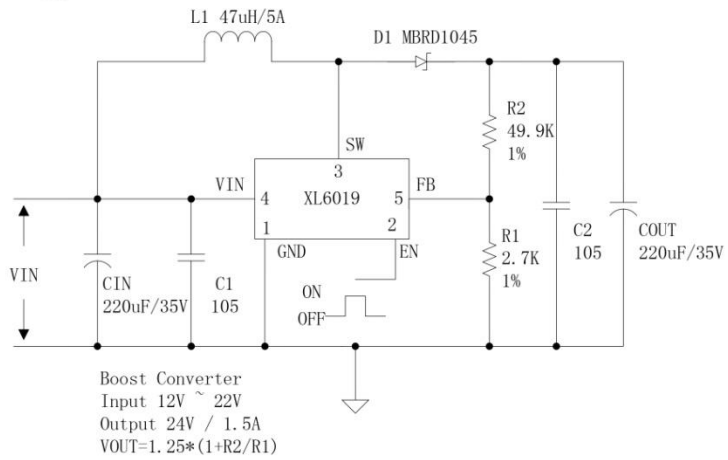 L1 47uH/5A
D1 MBRD1045
R2
49.9K
1%
SW
3
VIN
4
XL6019
5
FB
1
2
GND
EN
R1
2.7K
1%
C2
105
COUT
220uF/35V
VIN
CIN
220uF/35V
C1
105
ON
OFF
Boost Converter
Input 12V ~ 22V
Output 24V / 1.5A
VOUT=1.25*(1+R2/R1)